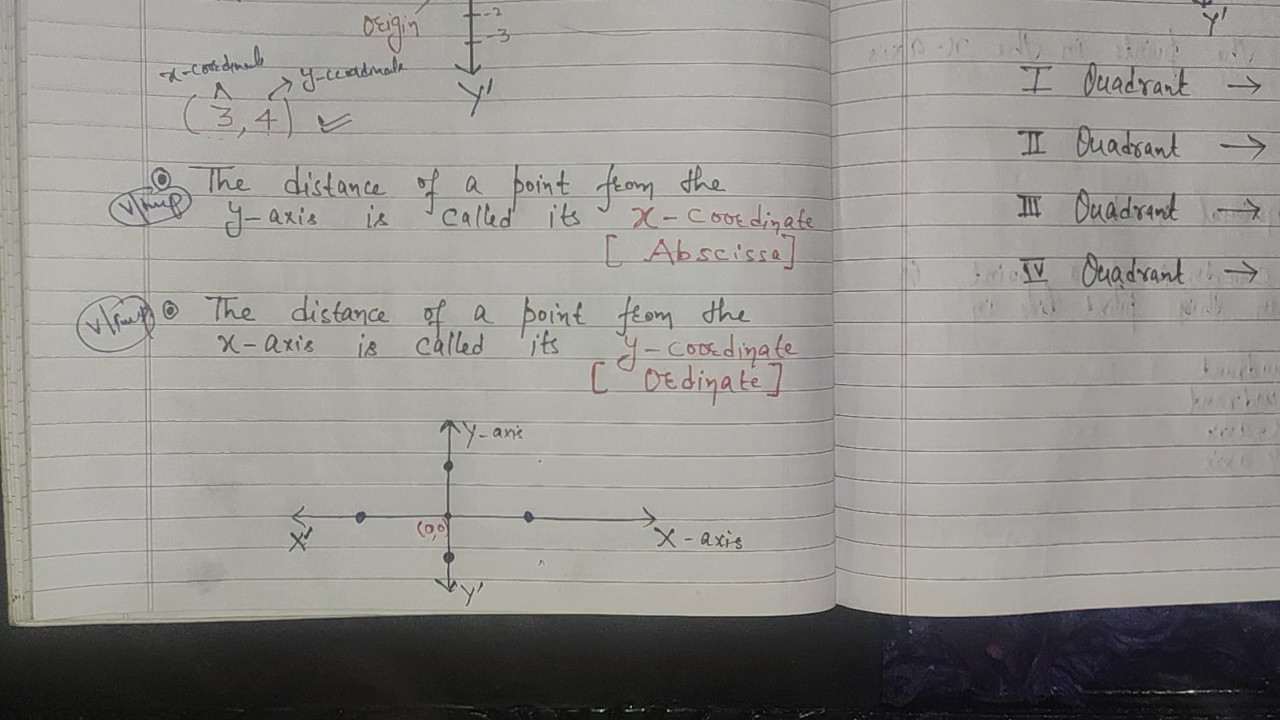 Origin
-2
-3
Y'
x-coordinate
y-coordinate
(3,4)
The distance of a point from the
V/Imp
y-axis is called its x-coordinate
[Abscissa]
V/Imp
The distance of a point from the
x-axis is called its y-coordinate
[Ordinate]
Y-axis
(0,0)
X'
X-axis
Y'
Y'
I Quadrant →
II Quadrant →
III Quadrant →
IV Quadrant →